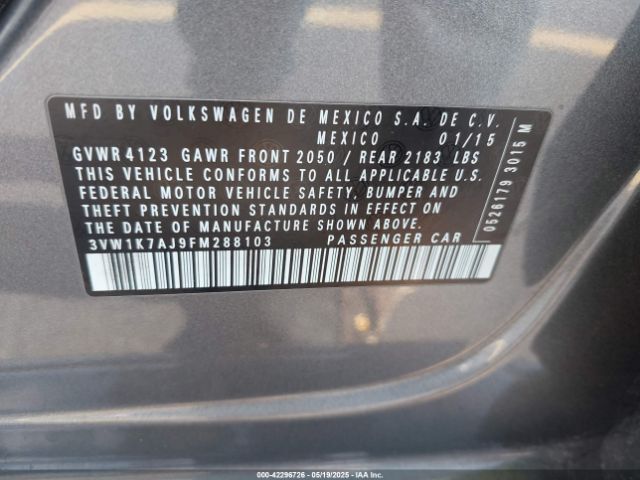 MFD BY VOLKSWAGEN DE MEXICO S.A. DE C.V.
MEXICO 01/15
GVWR 4123 GAWR FRONT 2050 / REAR 2183 LBS
THIS VEHICLE CONFORMS TO ALL APPLICABLE U.S.
FEDERAL MOTOR VEHICLE SAFETY, BUMPER AND
THEFT PREVENTION STANDARDS IN EFFECT ON
THE DATE OF MANUFACTURE SHOWN ABOVE.
3VW1K7AJ9FM288103 PASSENGER CAR
0526179 3015 M
000-42296726 - 05/19/2025 - IAA Inc.